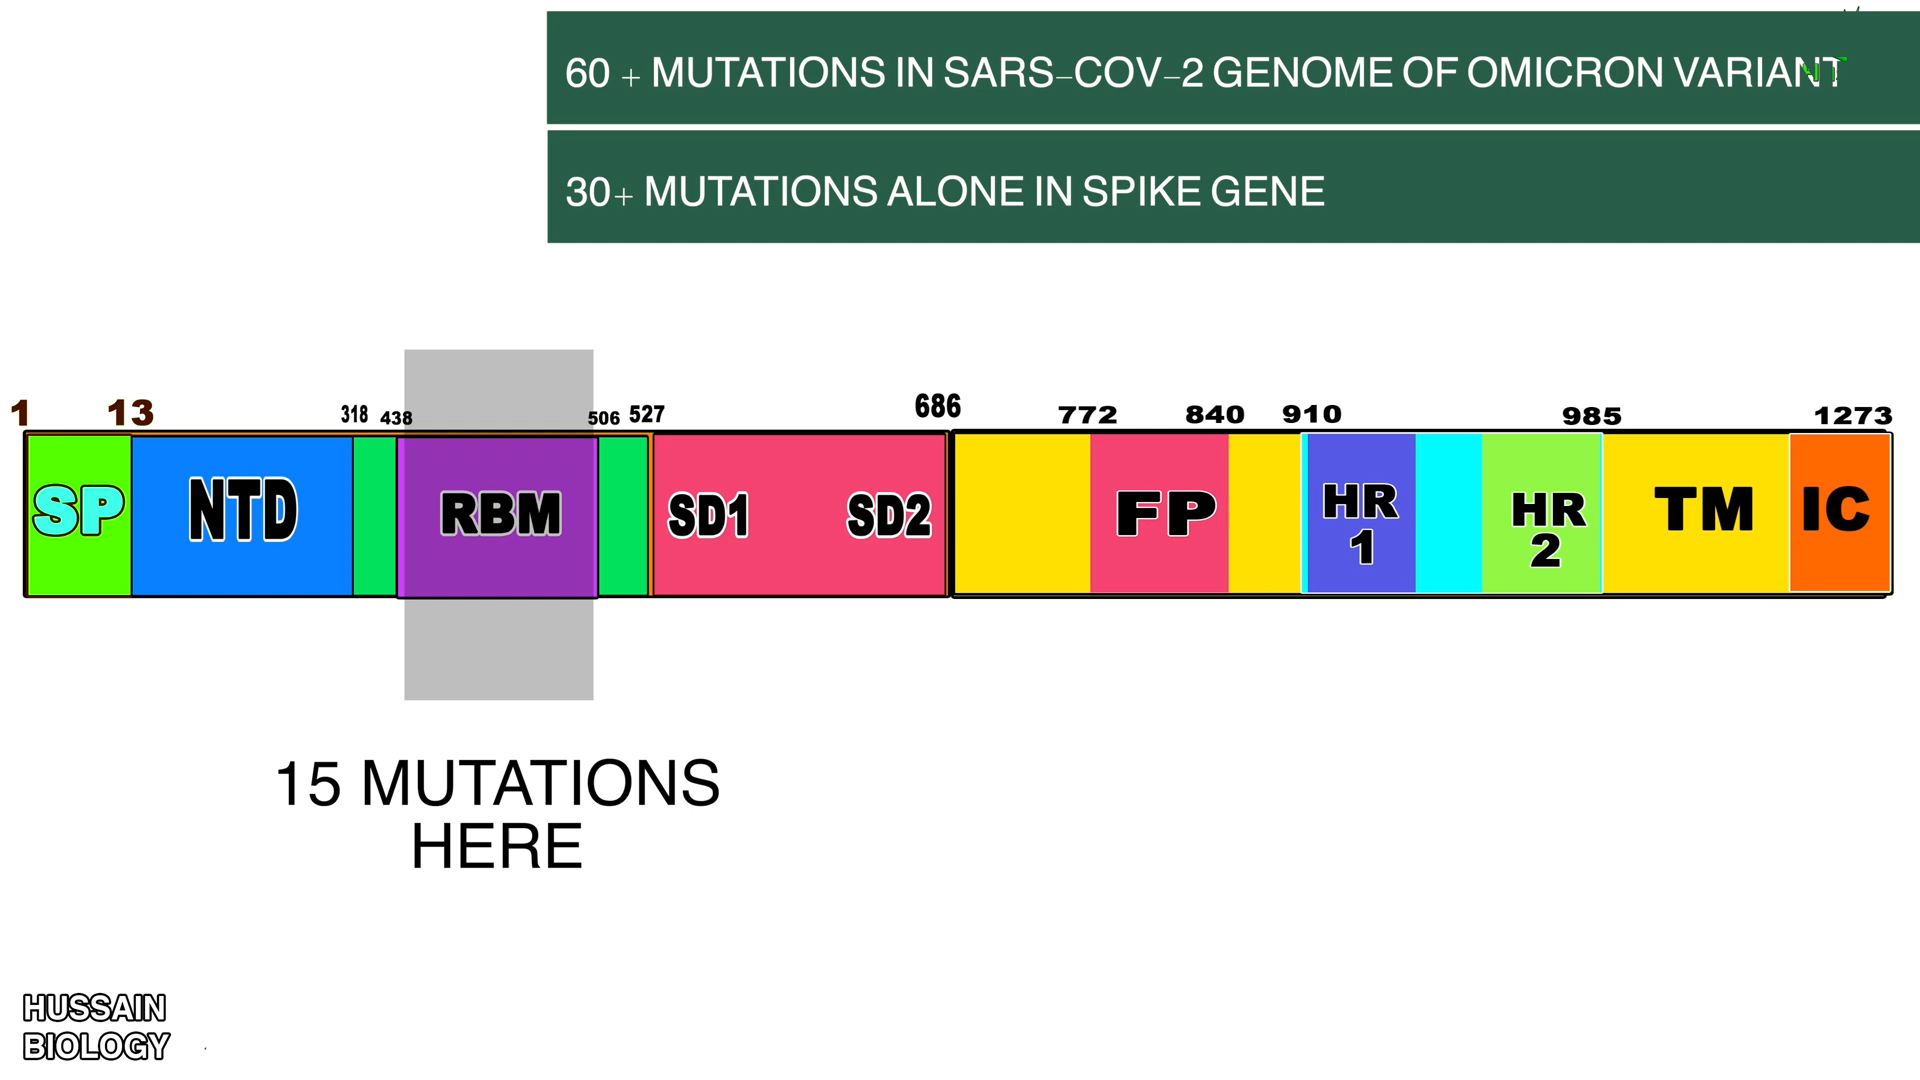 60 + MUTATIONS IN SARS-COV-2 GENOME OF OMICRON VARIANT
30+ MUTATIONS ALONE IN SPIKE GENE
1 13 318 438 506 527 686 772 840 910 985 1273
SP NTD RBM SD1 SD2 FP HR 1 HR 2 TM IC
15 MUTATIONS
HERE
HUSSAIN
BIOLOGY